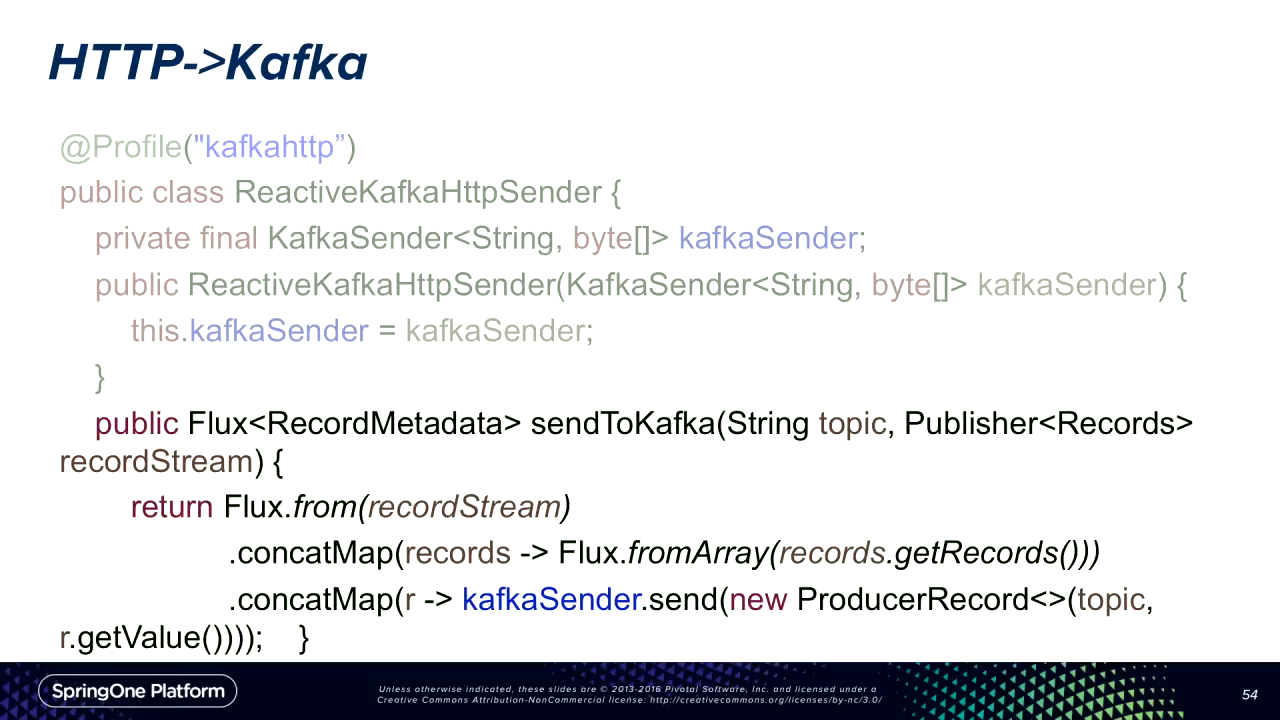 HTTP->Kafka
@Profile("kafkahttp”)
public class ReactiveKafkaHttpSender {
private final KafkaSender<String, byte[]> kafkaSender;
public ReactiveKafkaHttpSender(KafkaSender<String, byte[]> kafkaSender) {
this.kafkaSender = kafkaSender;
}
public Flux<RecordMetadata> sendToKafka(String topic, Publisher<Records>
recordStream) {
return Flux.from(recordStream)
.concatMap(records -> Flux.fromArray(records.getRecords()))
.concatMap(r -> kafkaSender.send(new ProducerRecord<>(topic,
r.getValue()))); }
SpringOne Platform
Unless otherwise indicated, these slides are © 2013-2016 Pivotal Software, Inc. and licensed under a
Creative Commons Attribution-NonCommercial license: http://creativecommons.org/licenses/by-nc/3.0/
54